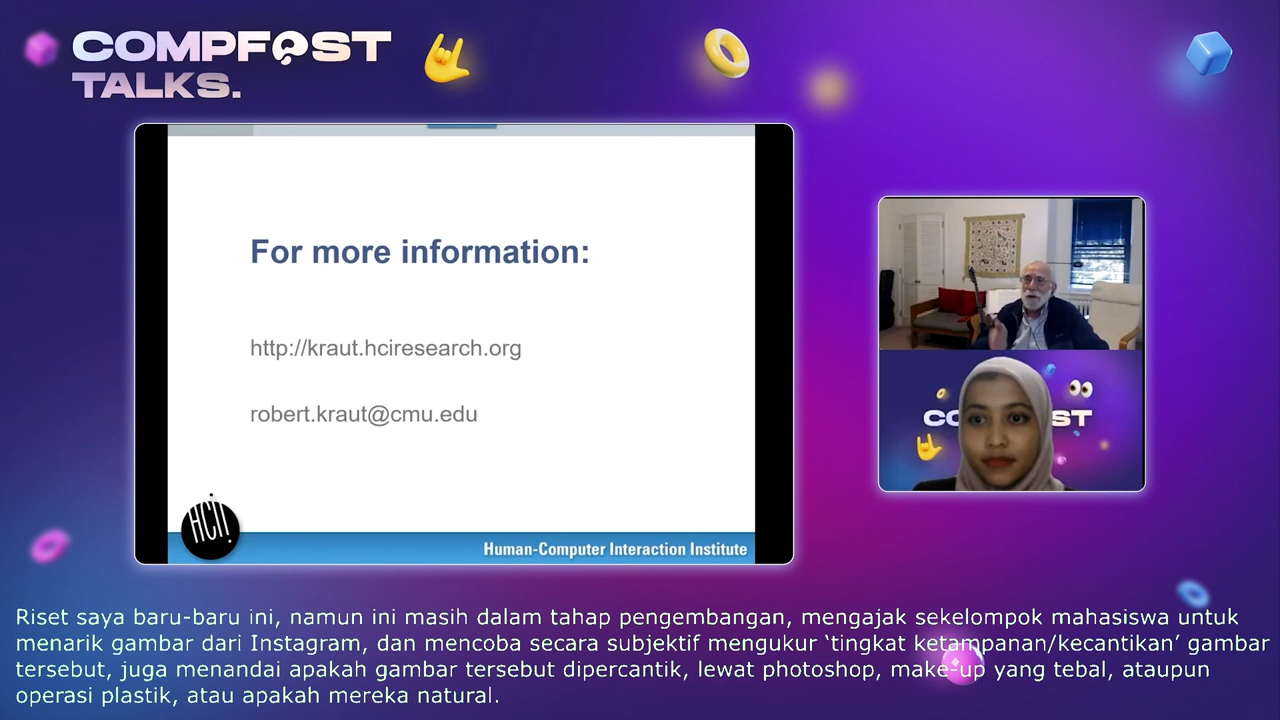 COMPFEST
TALKS.
For more information:
http://kraut.hciresearch.org
robert.kraut@cmu.edu
HCII
Human-Computer Interaction Institute
CO ST
Riset saya baru-baru ini, namun ini masih dalam tahap pengembangan, mengajak sekelompok mahasiswa untuk
menarik gambar dari Instagram, dan mencoba secara subjektif mengukur ‘tingkat ketampanan/kecantikan’ gambar
tersebut, juga menandai apakah gambar tersebut dipercantik, lewat photoshop, make-up yang tebal, ataupun
operasi plastik, atau apakah mereka natural.